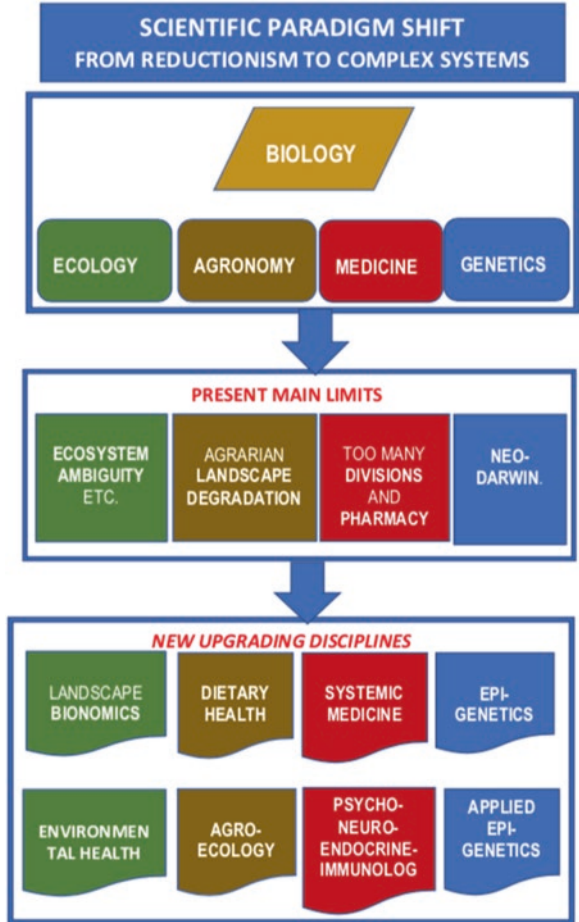 SCIENTIFIC PARADIGM SHIFT
FROM REDUCTIONISM TO COMPLEX SYSTEMS
BIOLOGY
ECOLOGY
AGRONOMY
MEDICINE
GENETICS
PRESENT MAIN LIMITS
ECOSYSTEM
AMBIGUITY
ETC.
AGRARIAN
LANDSCAPE
DEGRADATION
TOO MANY
DIVISIONS
AND
PHARMACY
NEO-
DARWIN.
NEW UPGRADING DISCIPLINES
LANDSCAPE
BIONOMICS
DIETARY
HEALTH
SYSTEMIC
MEDICINE
EPI-
GENETICS
ENVIRONMEN
TAL HEALTH
AGRO-
ECOLOGY
PSYCHO-
NEURO-
ENDOCRINE-
IMMUNOLOG
APPLIED
EPI-
GENETICS